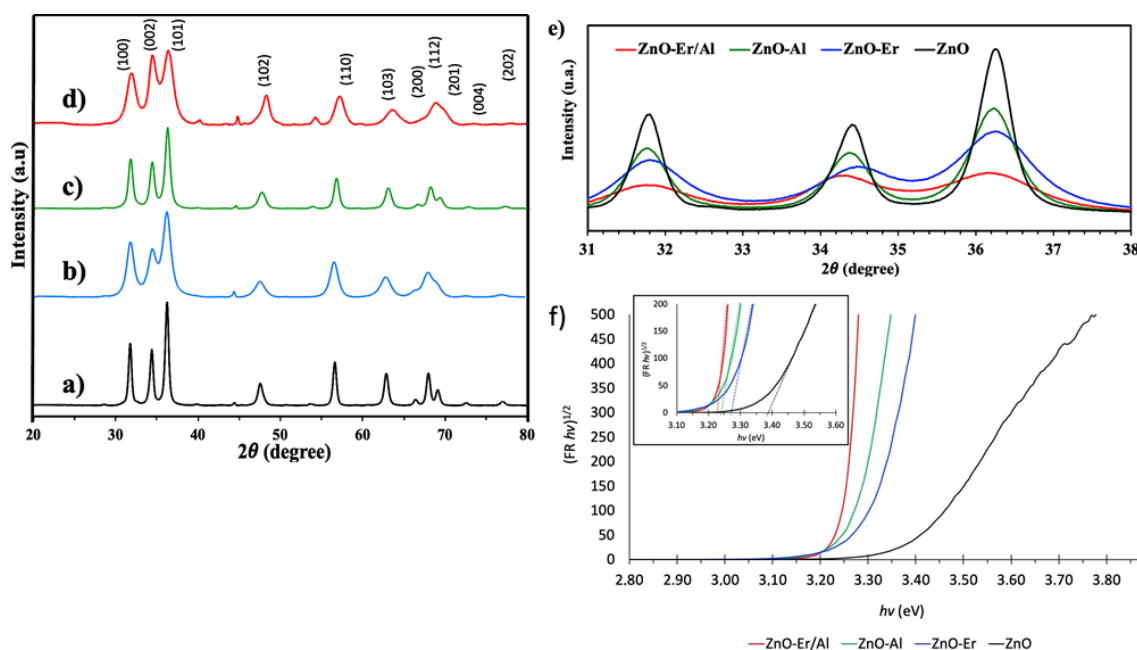 (100)
(002)
(101)
(102)
(110)
(103)
(200)
(112)
(201)
(004)
(202)
d)
c)
b)
a)
Intensity (a.u)
20 30 40 50 60 70 80
2θ (degree)
e)
ZnO-Er/Al ZnO-Al ZnO-Er ZnO
Intensity (u.a.)
31 32 33 34 35 36 37 38
2θ (degree)
f)
500
450
400
350
300
250
200
150
100
50
0
(FR hv)1/2
2.80 2.90 3.00 3.10 3.20 3.30 3.40 3.50 3.60 3.70 3.80
hv (eV)
200
150
100
50
0
(FR hv)1/2
3.10 3.20 3.30 3.40 3.50 3.60
hv (eV)
ZnO-Er/Al ZnO-Al ZnO-Er ZnO